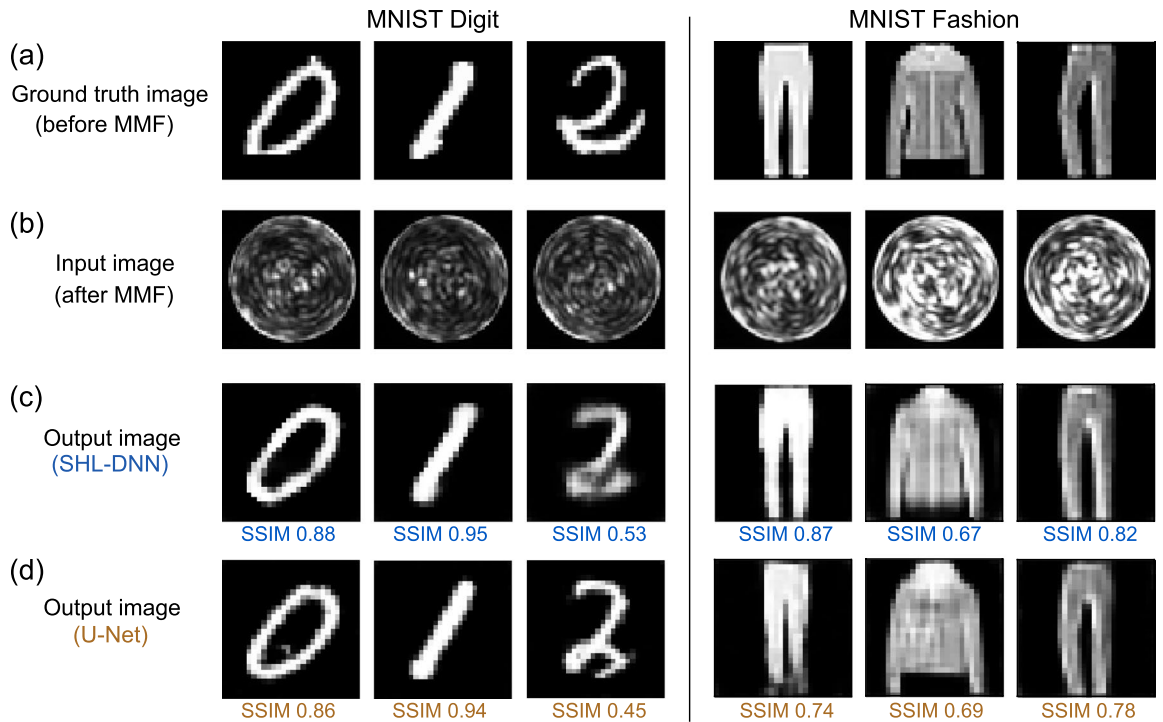 MNIST Digit
MNIST Fashion
(a)
Ground truth image
(before MMF)
(b)
Input image
(after MMF)
(c)
Output image
(SHL-DNN)
SSIM 0.88
SSIM 0.95
SSIM 0.53
SSIM 0.87
SSIM 0.67
SSIM 0.82
(d)
Output image
(U-Net)
SSIM 0.86
SSIM 0.94
SSIM 0.45
SSIM 0.74
SSIM 0.69
SSIM 0.78